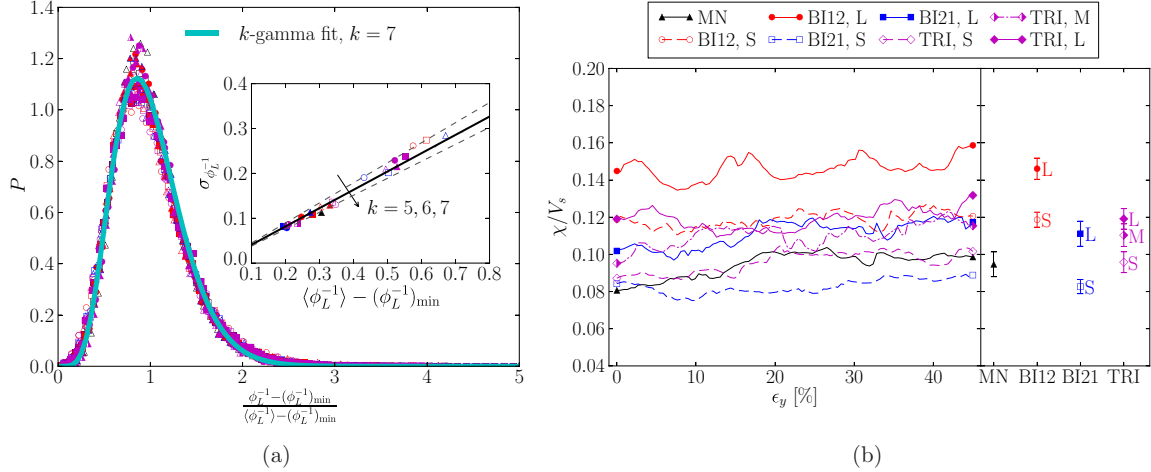 1.4
1.2
1.0
0.8
0.6
0.4
0.2
0.0
P
0 1 2 3 4 5
k-gamma fit, k = 7
0.4
0.3
0.2
0.1
0.0
σ_{ϕ_L^{-1}}
k = 5, 6, 7
0.1 0.2 0.3 0.4 0.5 0.6 0.7 0.8
⟨ϕ_L^{-1}⟩ − (ϕ_L^{-1})_min
ϕ_L^{-1}−(ϕ_L^{-1})_min
⟨ϕ_L^{-1}⟩−(ϕ_L^{-1})_min
(a)
MN BI12, L BI21, L TRI, M
BI12, S BI21, S TRI, S TRI, L
0.20
0.18
0.16
0.14
0.12
0.10
0.08
0.06
0.04
χ/V_s
L
S
L
S
L
M
S
0 10 20 30 40 MN BI12 BI21 TRI
ϵ_y [%]
(b)